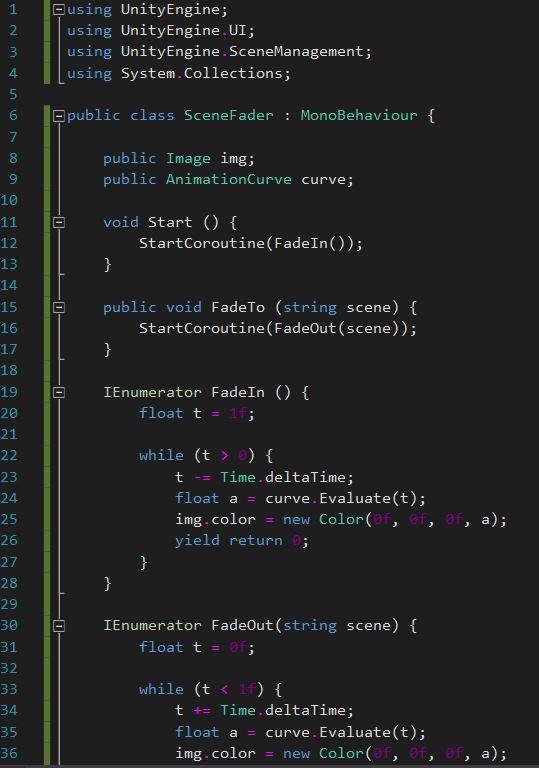 1 using UnityEngine;
2 using UnityEngine.UI;
3 using UnityEngine.SceneManagement;
4 using System.Collections;
5
6 public class SceneFader : MonoBehaviour {
7
8 public Image img;
9 public AnimationCurve curve;
10
11 void Start () {
12 StartCoroutine(FadeIn());
13 }
14
15 public void FadeTo (string scene) {
16 StartCoroutine(FadeOut(scene));
17 }
18
19 IEnumerator FadeIn () {
20 float t = 1f;
21
22 while (t > 0) {
23 t -= Time.deltaTime;
24 float a = curve.Evaluate(t);
25 img.color = new Color(0f, 0f, 0f, a);
26 yield return 0;
27 }
28 }
29
30 IEnumerator FadeOut(string scene) {
31 float t = 0f;
32
33 while (t < 1f) {
34 t += Time.deltaTime;
35 float a = curve.Evaluate(t);
36 img.color = new Color(0f, 0f, 0f, a);